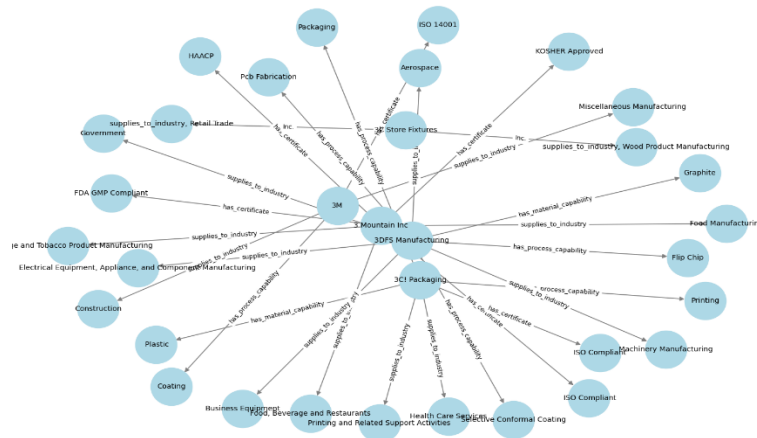 ISO 14001
Packaging
HAACP
KOSHER Approved
Aerospace
Pcb Fabrication
Miscellaneous Manufacturing
has_certificate
supplies_to_industry, Retail Trade
Inc.
3Z Store Fixtures
Inc.
Government
has_certificate
has_process_capability
has_process_capability
has_certificate
supplies_to_industry
supplies_to_industry, Wood Product Manufacturing
Graphite
supplies_to_industry
FDA GMP Compliant
has_certificate
3M
has_material_capability
3 Mountain Inc
supplies_to_industry
Food Manufacturing
supplies_to_industry
3DFS Manufacturing
has_process_capability
and Tobacco Product Manufacturing
supplies_to_industry
supplies_to_industry
Flip Chip
Electrical Equipment, Appliance, and Component Manufacturing
3C! Packaging
process_capability
supplies_to_industry
Printing
has_process_capability
Construction
has_material_capability
supplies_to_industry
has_certificate
supplies_to_industry
supplies_to_industry
has_process_capability
Plastic
ISO Compliant
Machinery Manufacturing
Coating
ISO Compliant
Business Equipment
Food, Beverage and Restaurants
Health Care Services
Selective Conformal Coating
Printing and Related Support Activities